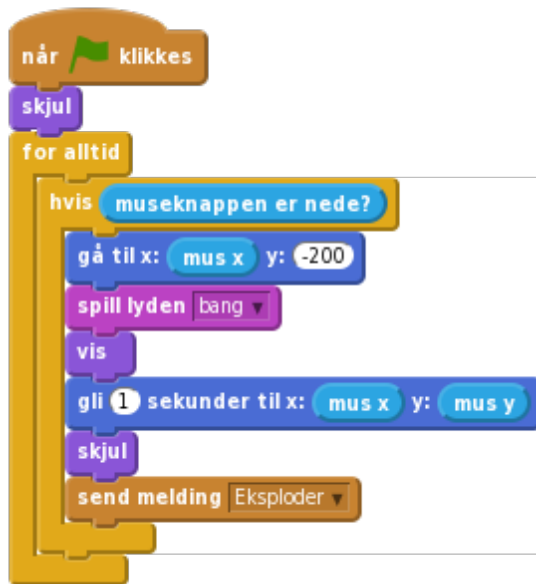 når klikkes
skjul
for alltid
hvis museknappen er nede?
gå til x: mus x y: -200
spill lyden bang
vis
gli 1 sekunder til x: mus x y: mus y
skjul
send melding Eksploder